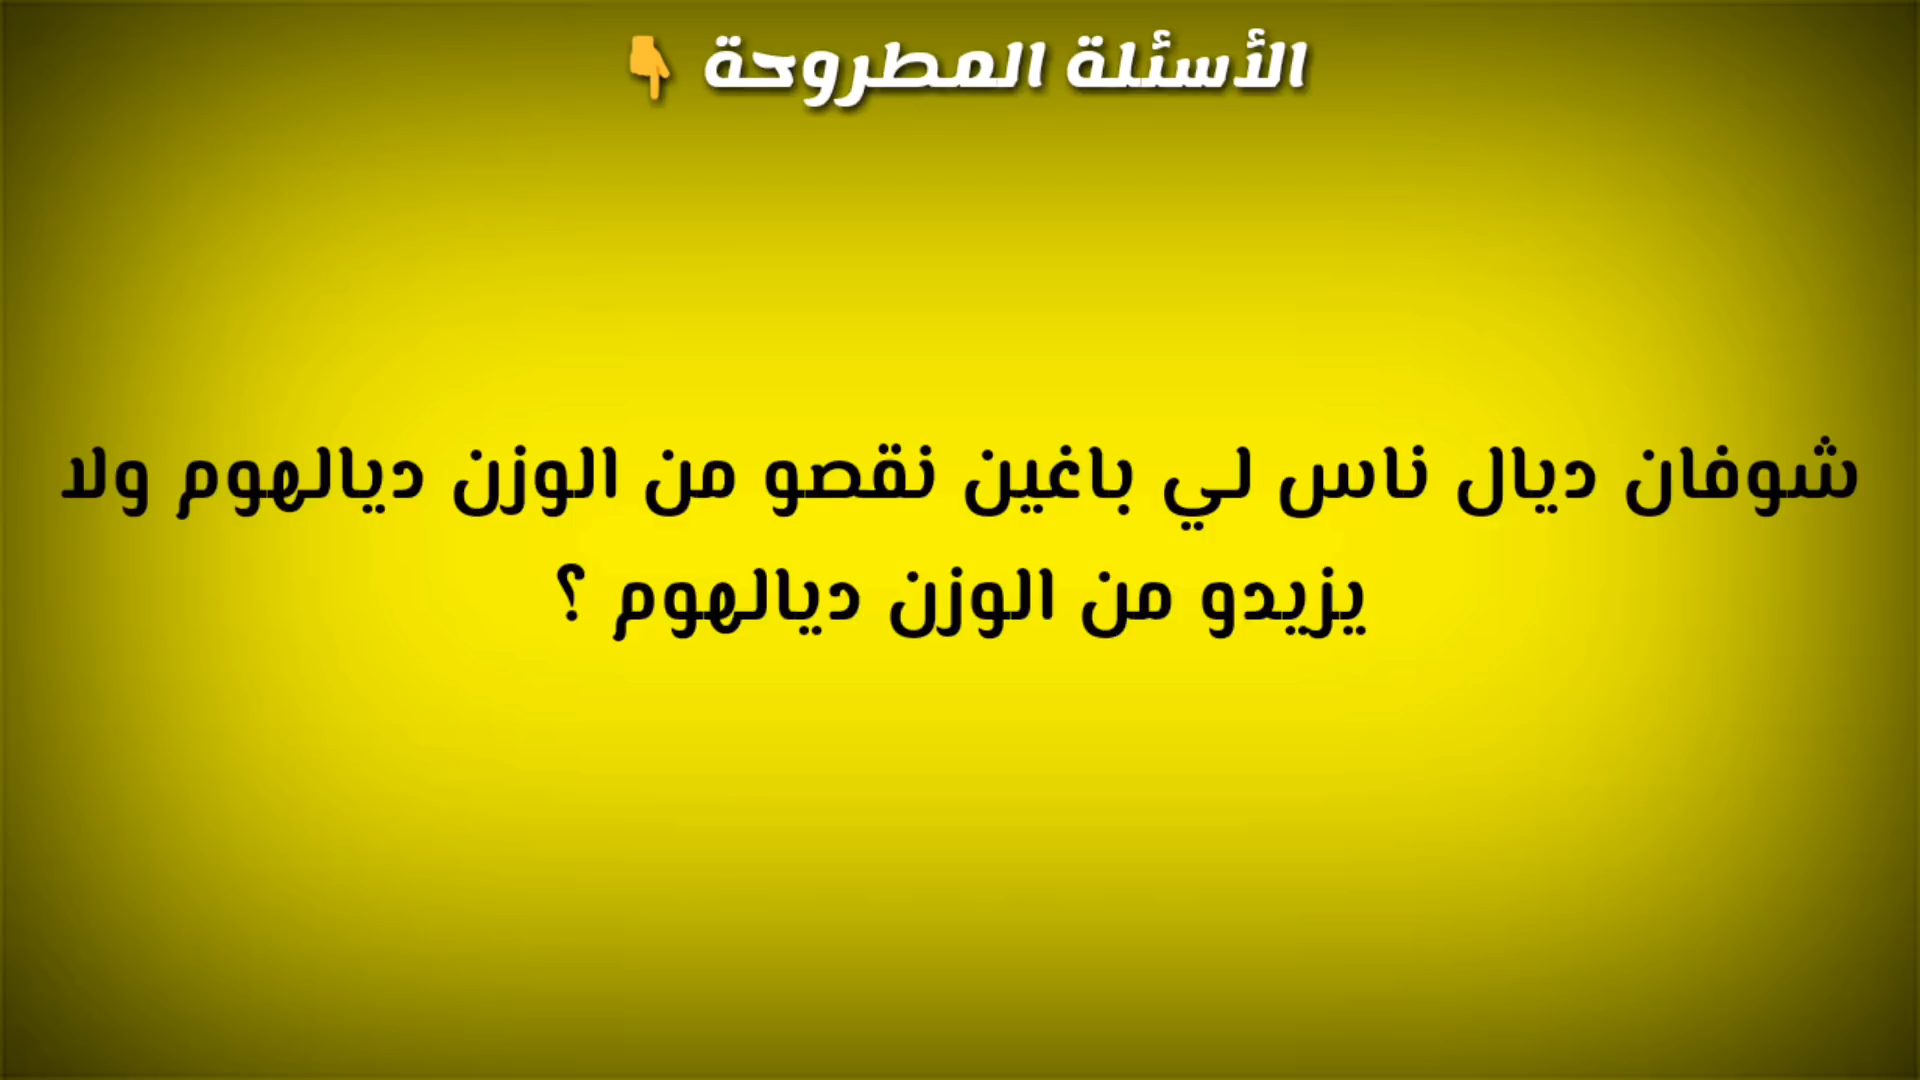 الأسئلة المطروحة 👇
شوفان ديال ناس لي باغين نقصو من الوزن ديالهوم ولا
يزيدو من الوزن ديالهوم ؟